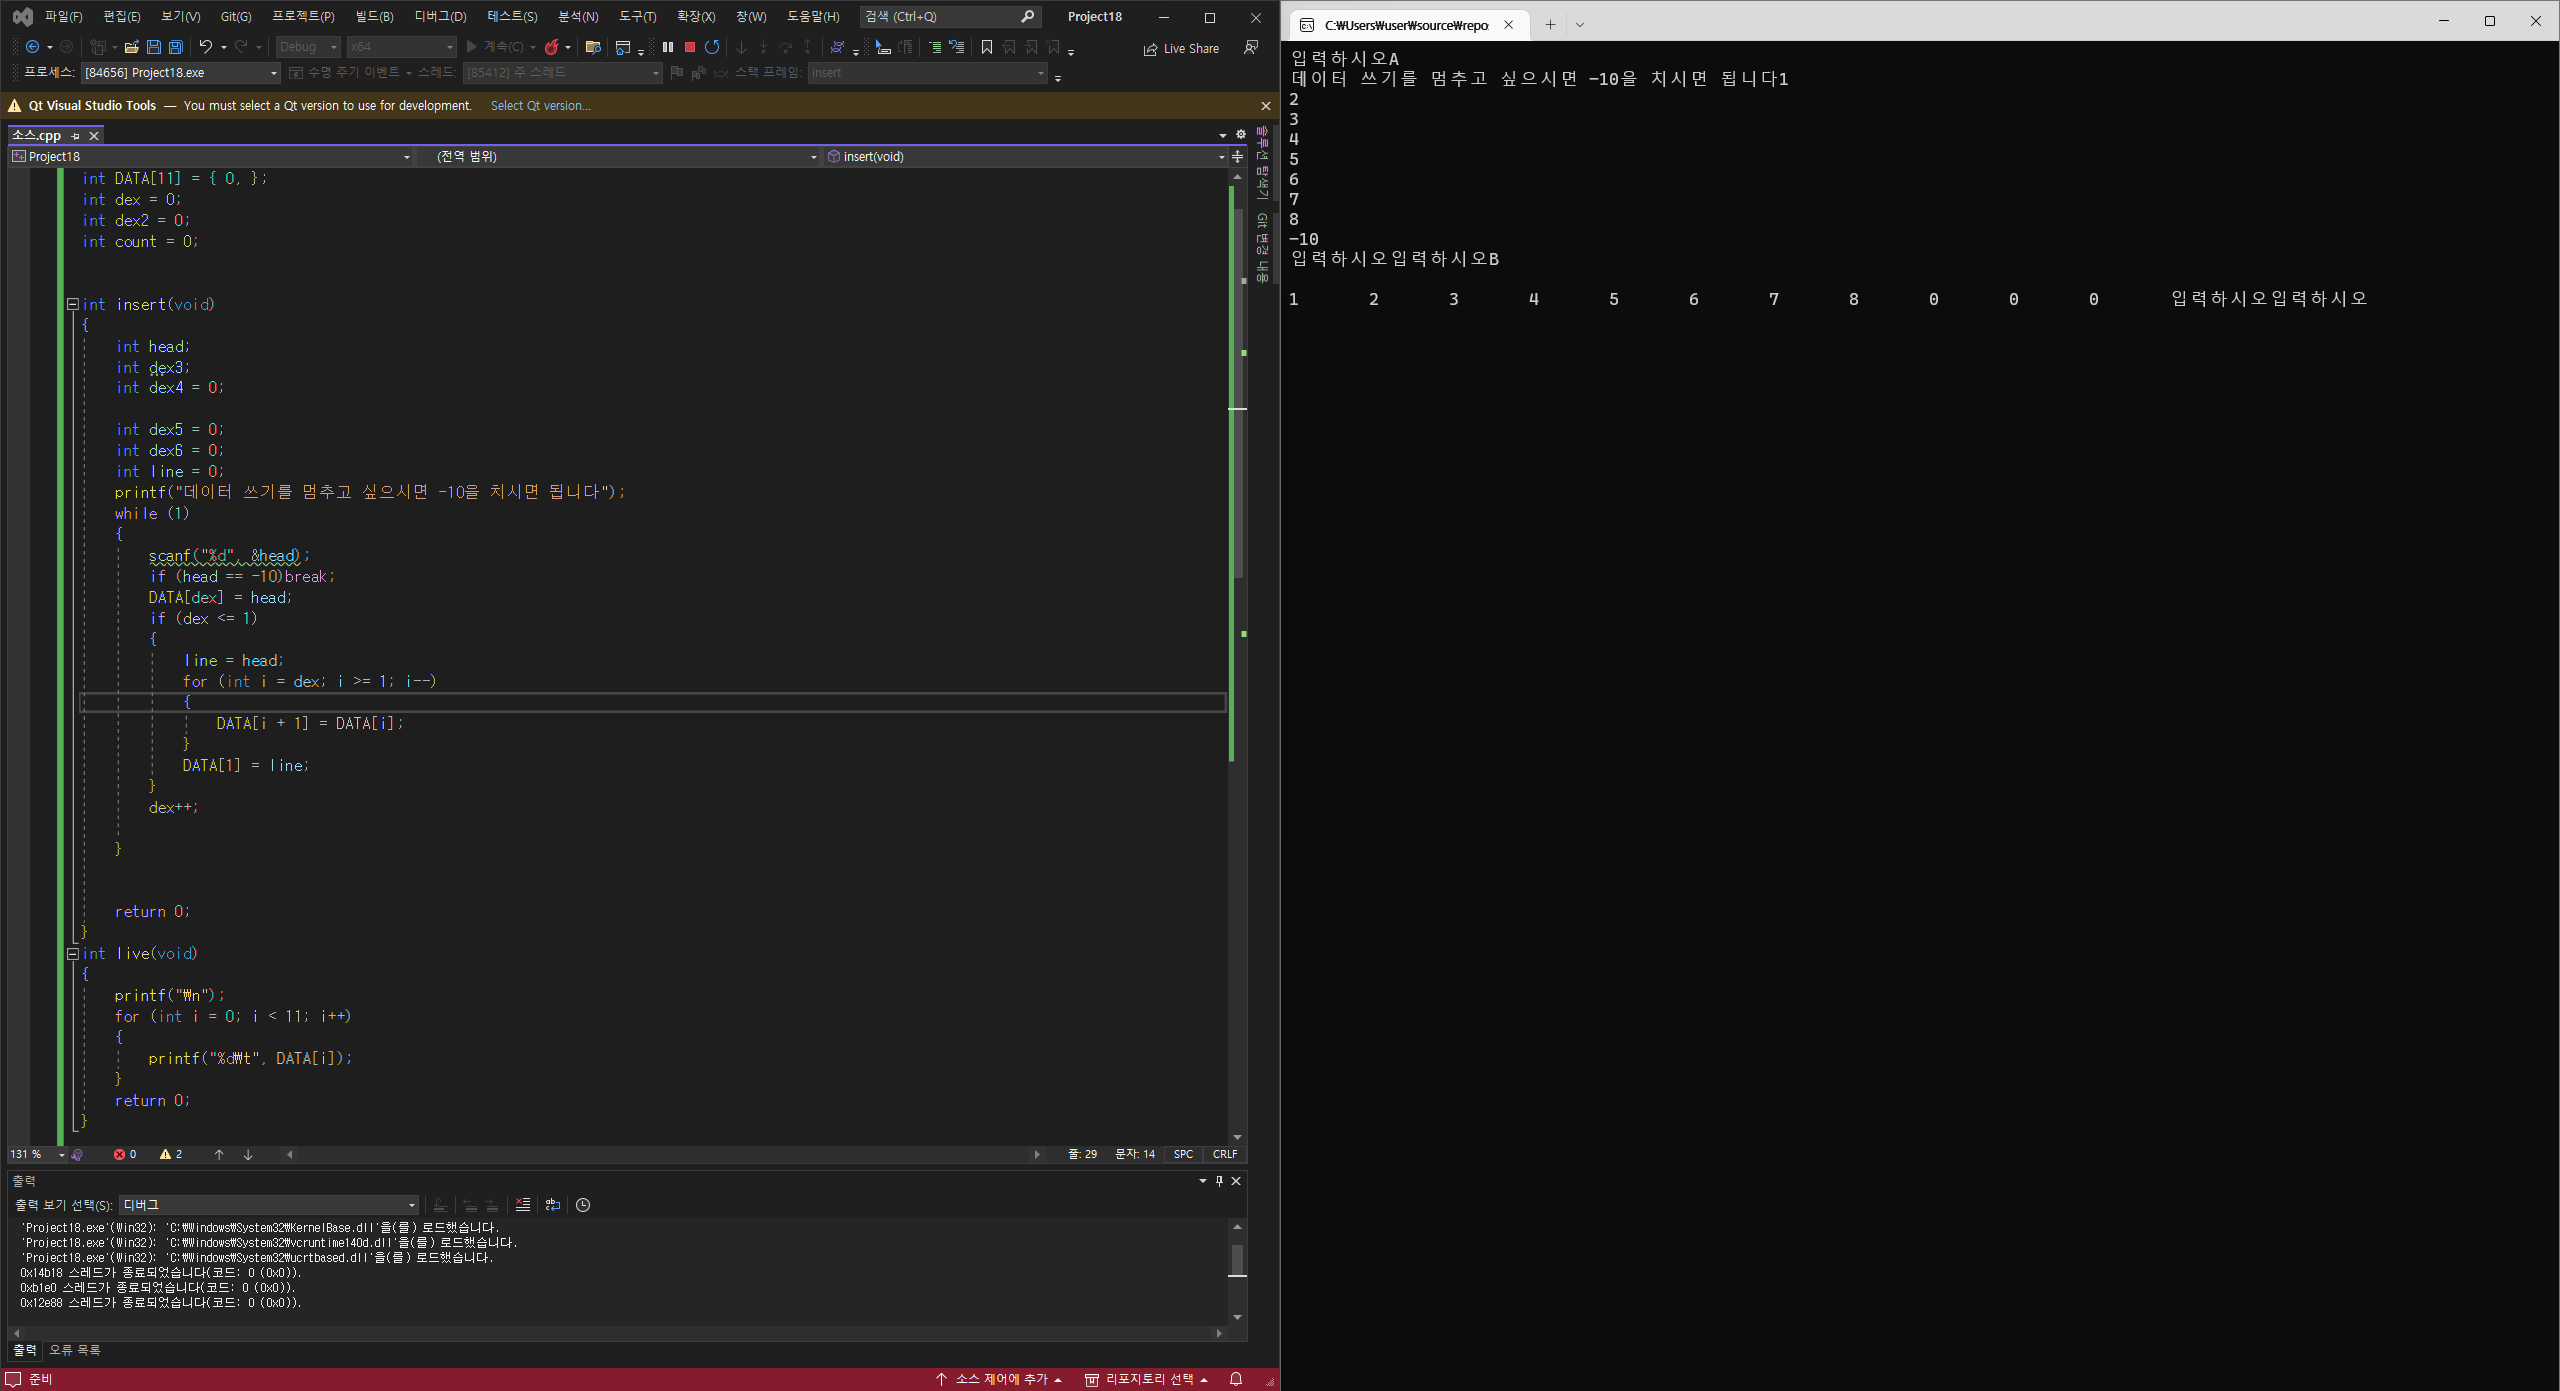 파일(F) 편집(E) 보기(V) Git(G) 프로젝트(P) 빌드(B) 디버그(D) 테스트(S) 분석(N) 도구(T) 확장(X) 창(W) 도움말(H) 검색 (Ctrl+Q) Project18
Debug x64 계속(C) Live Share
프로세스: [84656] Project18.exe 수명 주기 이벤트 스레드: [85412] 주 스레드 스택 프레임: insert
Qt Visual Studio Tools — You must select a Qt version to use for development. Select Qt version...
소스.cpp
Project18 (전역 범위) insert(void)
int DATA[11] = { 0, };
int dex = 0;
int dex2 = 0;
int count = 0;
int insert(void)
{
int head;
int dex3;
int dex4 = 0;
int dex5 = 0;
int dex6 = 0;
int line = 0;
printf("데이터 쓰기를 멈추고 싶으시면 -10을 치시면 됩니다");
while (1)
{
scanf("%d", &head);
if (head == -10)break;
DATA[dex] = head;
if (dex <= 1)
{
line = head;
for (int i = dex; i >= 1; i--)
{
DATA[i + 1] = DATA[i];
}
DATA[1] = line;
}
dex++;
}
return 0;
}
int live(void)
{
printf("₩n");
for (int i = 0; i < 11; i++)
{
printf("%d₩t", DATA[i]);
}
return 0;
}
솔루션 탐색기
Git 변경 내용
131 % 0 2 줄: 29 문자: 14 SPC CRLF
출력
출력 보기 선택(S): 디버그
'Project18.exe'(Win32): 'C:₩Windows₩System32₩KernelBase.dll'을(를) 로드했습니다.
'Project18.exe'(Win32): 'C:₩Windows₩System32₩vcruntime140d.dll'을(를) 로드했습니다.
'Project18.exe'(Win32): 'C:₩Windows₩System32₩ucrtbased.dll'을(를) 로드했습니다.
0x14b18 스레드가 종료되었습니다(코드: 0 (0x0)).
0xb1e0 스레드가 종료되었습니다(코드: 0 (0x0)).
0x12e88 스레드가 종료되었습니다(코드: 0 (0x0)).
출력 오류 목록
준비 소스 제어에 추가 리포지토리 선택
C:₩Users₩user₩source₩repo:
입력하시오A
데이터 쓰기를 멈추고 싶으시면 -10을 치시면 됩니다1
2
3
4
5
6
7
8
-10
입력하시오입력하시오B
1 2 3 4 5 6 7 8 0 0 0 입력하시오입력하시오